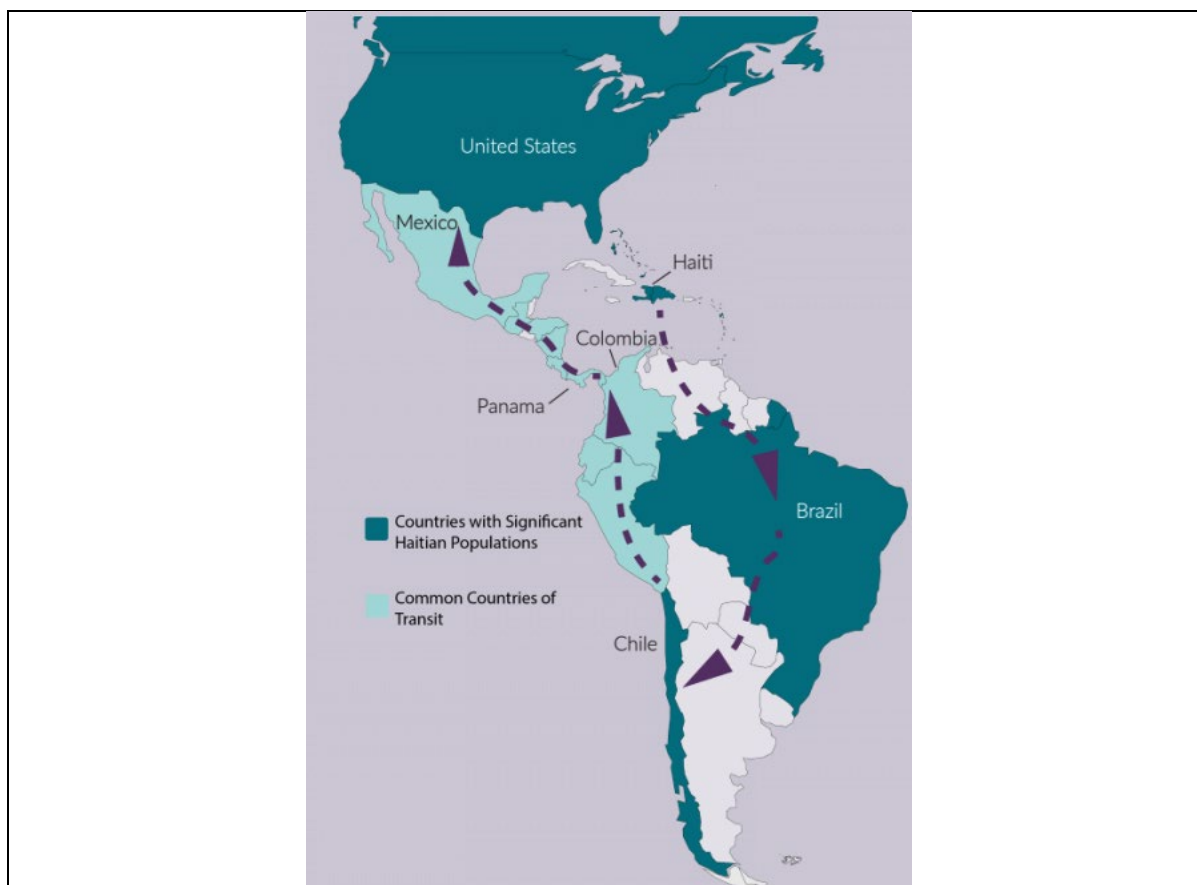 United States
Mexico
Haiti
Colombia
Panama
Brazil
Countries with Significant
Haitian Populations
Common Countries of
Transit
Chile